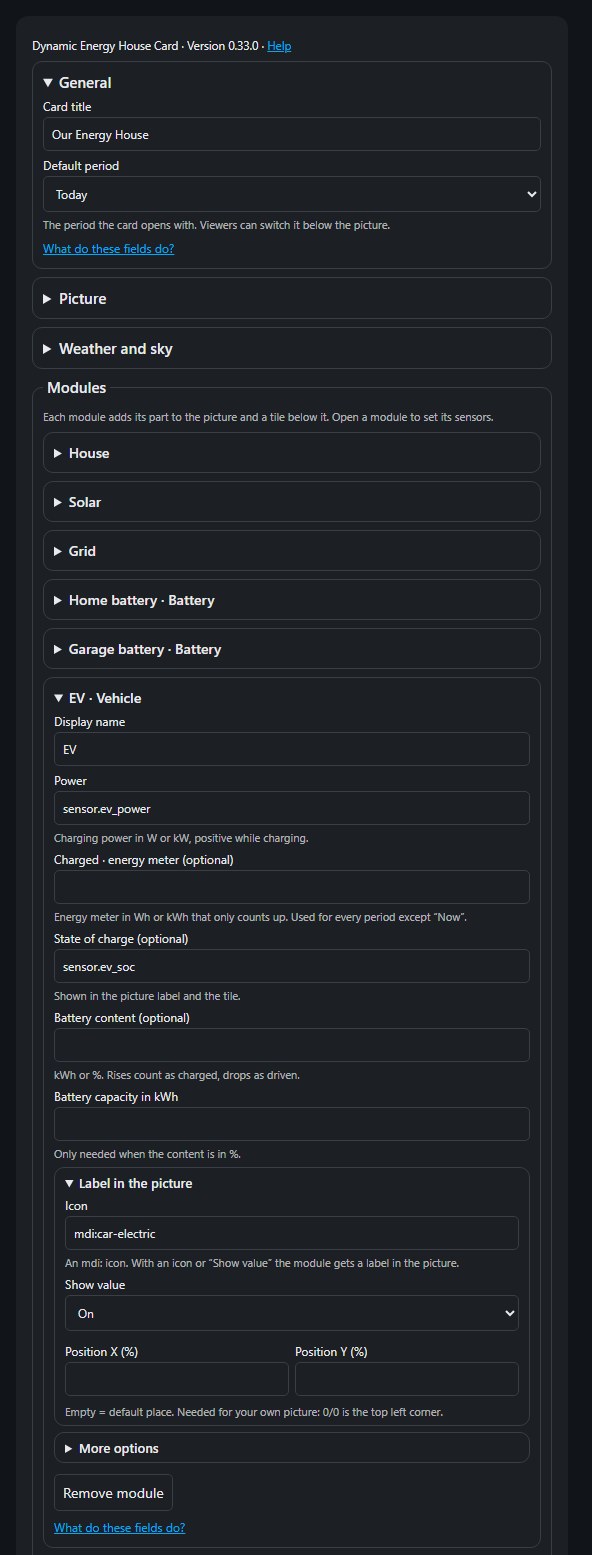 Dynamic Energy House Card · Version 0.33.0 · Help
General
Card title
Our Energy House
Default period
Today
The period the card opens with. Viewers can switch it below the picture.
What do these fields do?
Picture
Weather and sky
Modules
Each module adds its part to the picture and a tile below it. Open a module to set its sensors.
House
Solar
Grid
Home battery · Battery
Garage battery · Battery
EV · Vehicle
Display name
EV
Power
sensor.ev_power
Charging power in W or kW, positive while charging.
Charged · energy meter (optional)
Energy meter in Wh or kWh that only counts up. Used for every period except “Now”.
State of charge (optional)
sensor.ev_soc
Shown in the picture label and the tile.
Battery content (optional)
kWh or %. Rises count as charged, drops as driven.
Battery capacity in kWh
Only needed when the content is in %.
Label in the picture
Icon
mdi:car-electric
An mdi: icon. With an icon or “Show value” the module gets a label in the picture.
Show value
On
Position X (%) Position Y (%)
Empty = default place. Needed for your own picture: 0/0 is the top left corner.
More options
Remove module
What do these fields do?